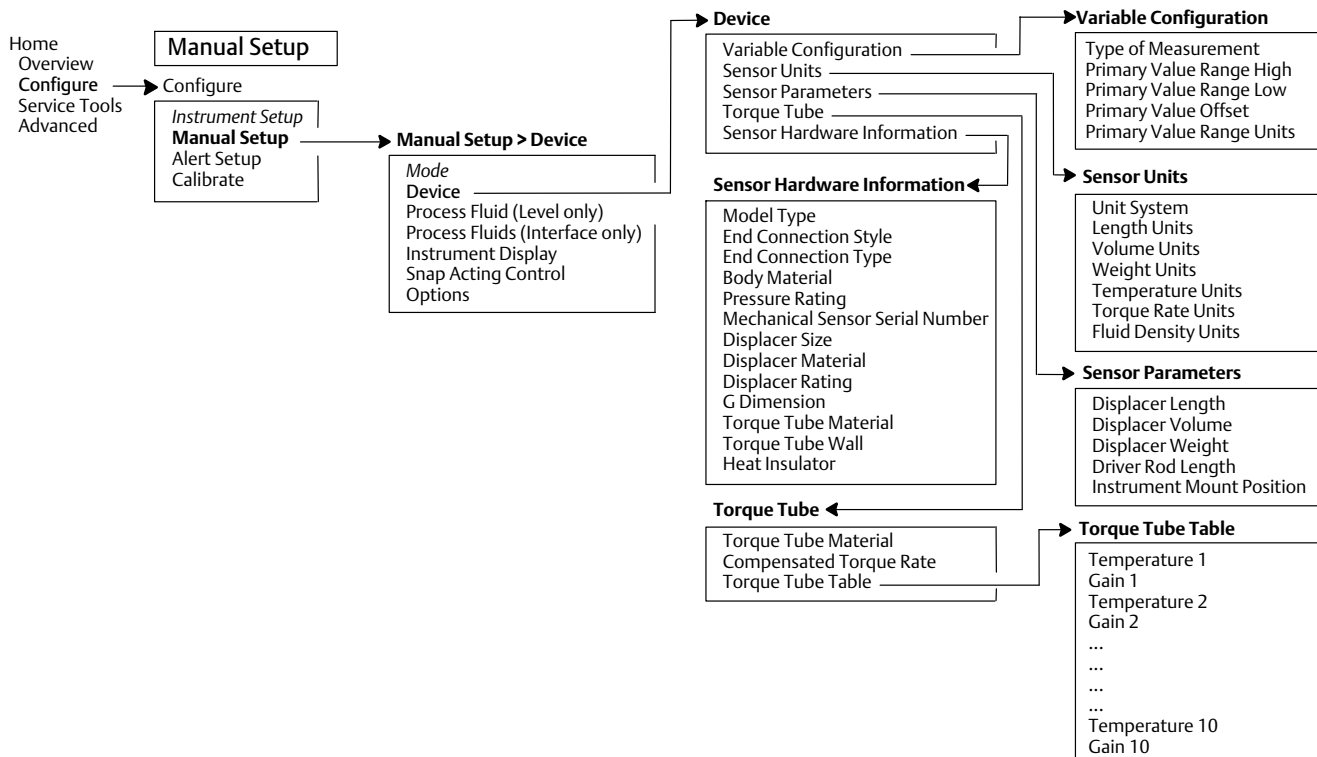 Manual Setup
Home
Overview
Configure
Service Tools
Advanced
Configure
Instrument Setup
Manual Setup
Alert Setup
Calibrate
Manual Setup > Device
Mode
Device
Process Fluid (Level only)
Process Fluids (Interface only)
Instrument Display
Snap Acting Control
Options
Device
Variable Configuration
Sensor Units
Sensor Parameters
Torque Tube
Sensor Hardware Information
Sensor Hardware Information
Model Type
End Connection Style
End Connection Type
Body Material
Pressure Rating
Mechanical Sensor Serial Number
Displacer Size
Displacer Material
Displacer Rating
G Dimension
Torque Tube Material
Torque Tube Wall
Heat Insulator
Torque Tube
Torque Tube Material
Compensated Torque Rate
Torque Tube Table
Variable Configuration
Type of Measurement
Primary Value Range High
Primary Value Range Low
Primary Value Offset
Primary Value Range Units
Sensor Units
Unit System
Length Units
Volume Units
Weight Units
Temperature Units
Torque Rate Units
Fluid Density Units
Sensor Parameters
Displacer Length
Displacer Volume
Displacer Weight
Driver Rod Length
Instrument Mount Position
Torque Tube Table
Temperature 1
Gain 1
Temperature 2
Gain 2
...
...
...
...
Temperature 10
Gain 10